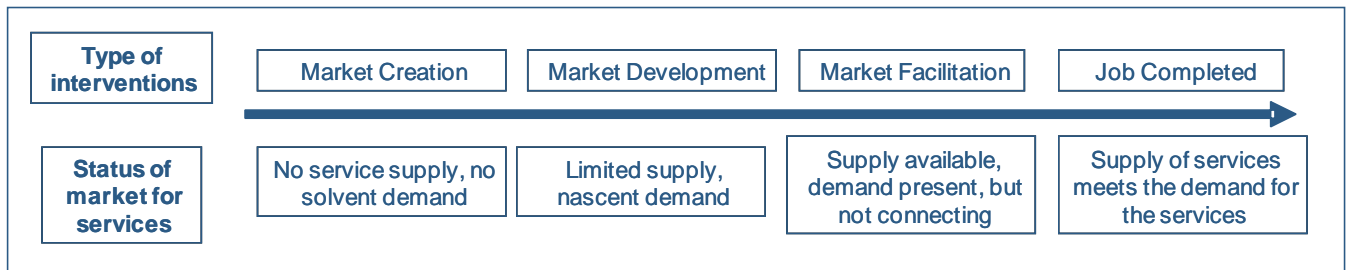 Type of
interventions
Market Creation
Market Development
Market Facilitation
Job Completed
Status of
market for
services
No service supply, no
solvent demand
Limited supply,
nascent demand
Supply available,
demand present, but
not connecting
Supply of services
meets the demand for
the services